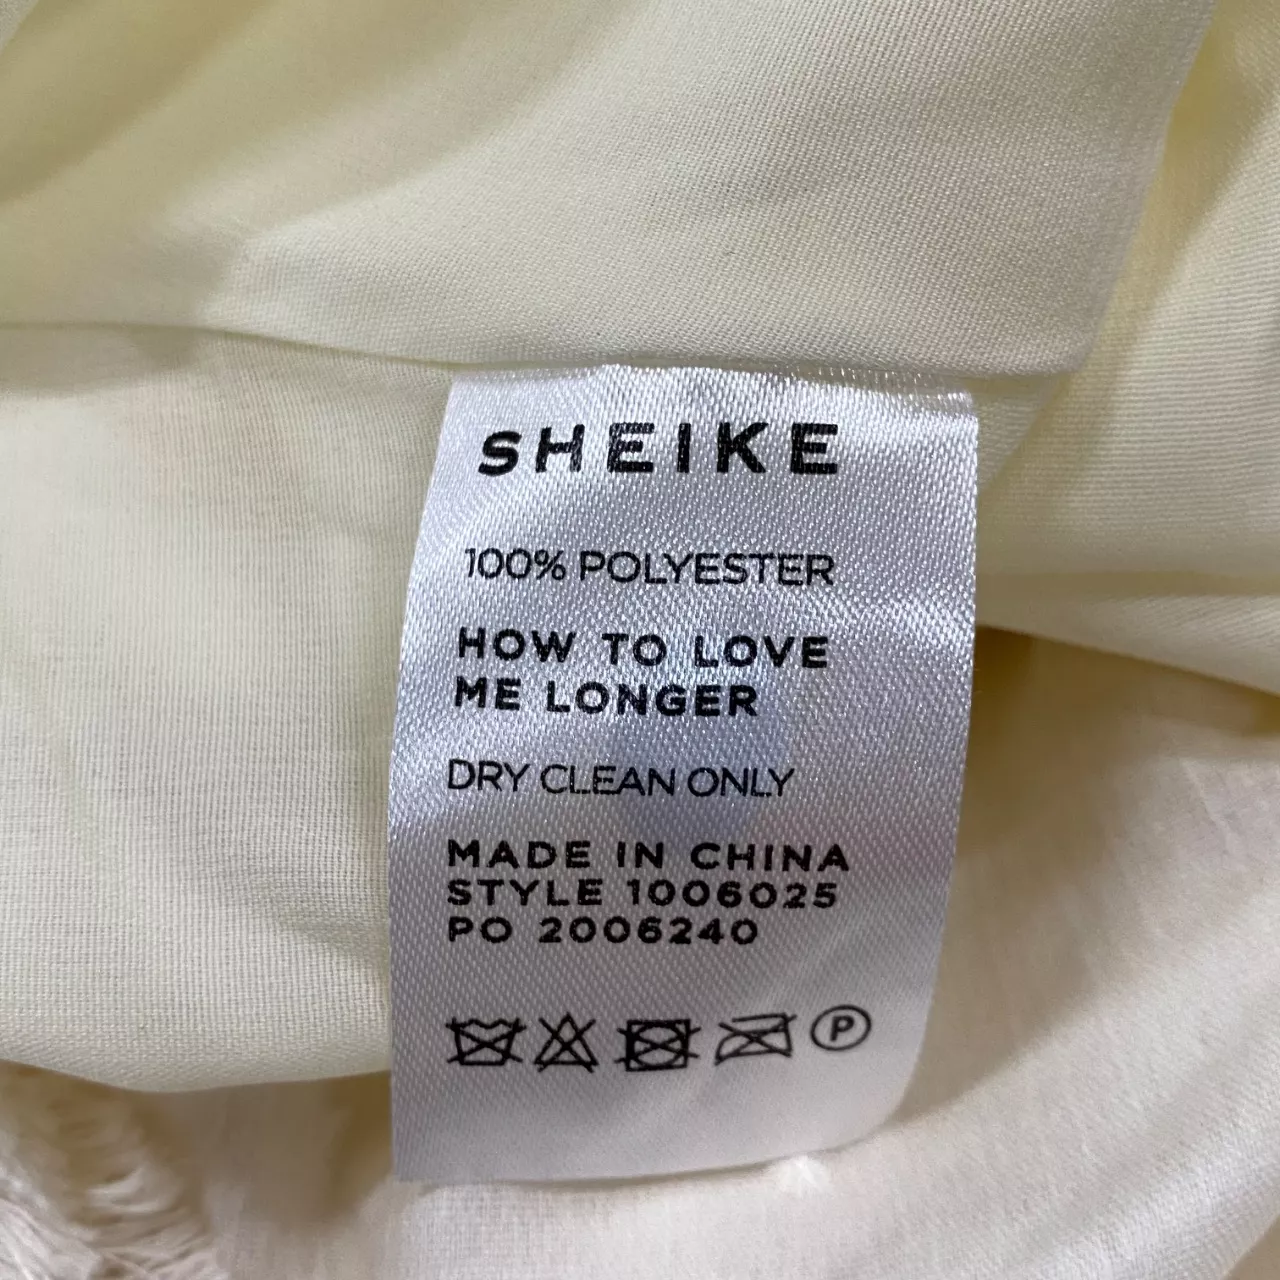 SHEIKE
100% POLYESTER
HOW TO LOVE
ME LONGER
DRY CLEAN ONLY
MADE IN CHINA
STYLE 1006025
PO 2006240
P